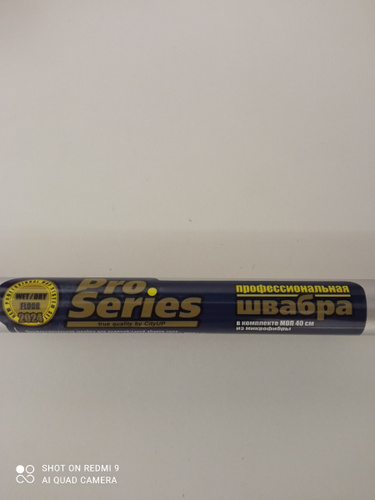 WET/DRY
FLOOR
2024
Pro
Series
true quality for CityUP
профессиональная
швабра
в комплекте МОП 40 см
из микрофибры
SHOT ON REDMI 9
AI QUAD CAMERA